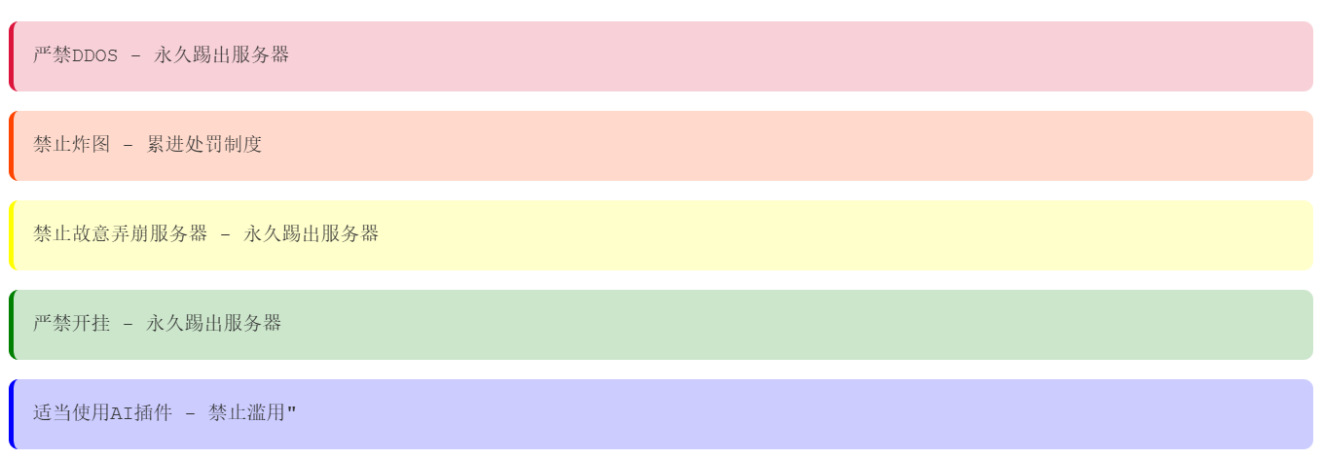 严禁DDOS - 永久踢出服务器
禁止炸图 - 累进处罚制度
禁止故意弄崩服务器 - 永久踢出服务器
严禁开挂 - 永久踢出服务器
适当使用AI插件 - 禁止滥用"